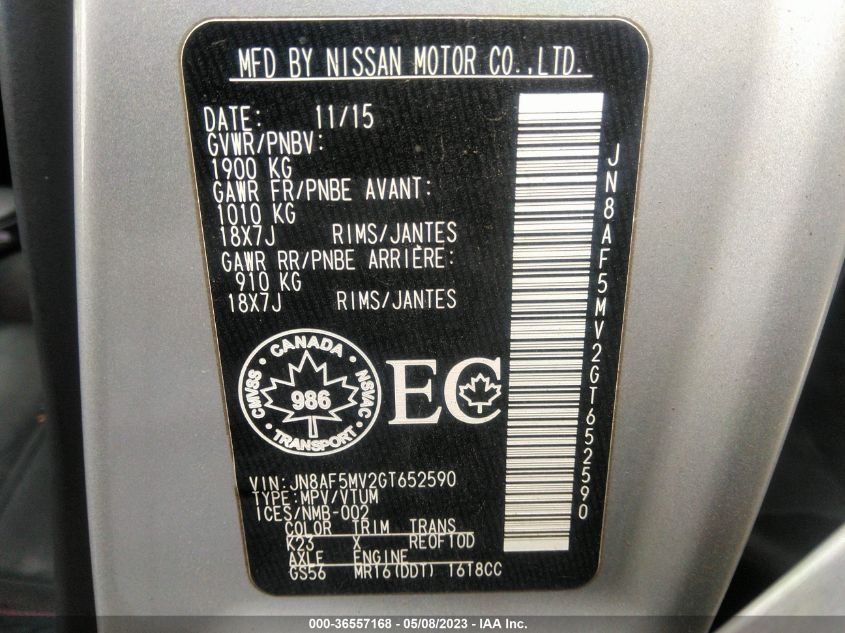 MFD BY NISSAN MOTOR CO.,LTD.
DATE: 11/15
GVWR/PNBV:
1900 KG
GAWR FR/PNBE AVANT:
1010 KG
18X7J RIMS/JANTES
GAWR RR/PNBE ARRIÈRE:
910 KG
18X7J RIMS/JANTES
CANADA
CMVSS 986 NSVAC
TRANSPORT
EC
VIN:JN8AF5MV2GT652590
TYPE:MPV/VTUM
ICES/NMB-002
COLOR TRIM TRANS
K23 X RE0F10D
AXLE ENGINE
GS56 MR16(DDT) 1618CC
JN8AF5MV2GT652590
000-36557168 - 05/08/2023 - IAA Inc.